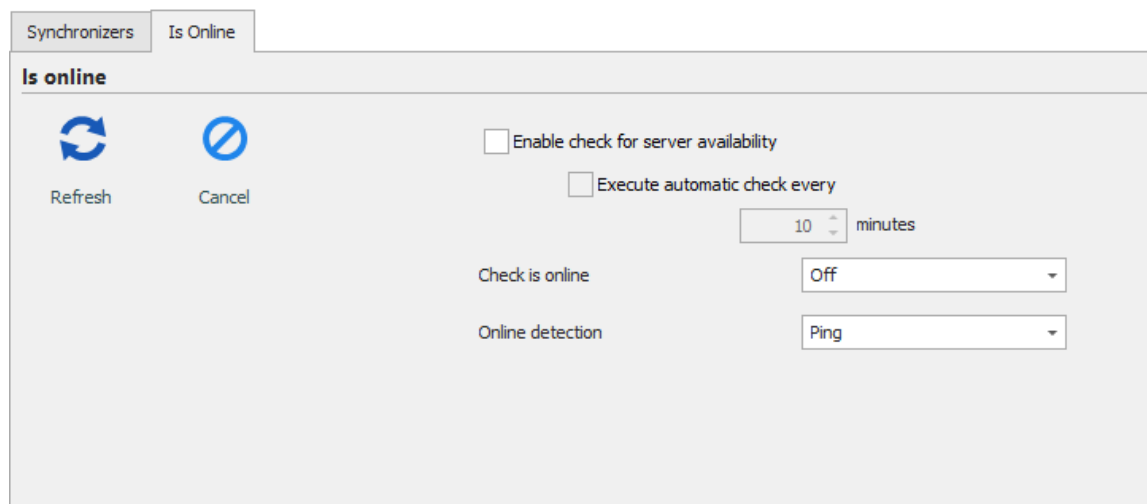 Synchronizers Is Online
Is online
Refresh Cancel
Enable check for server availability
Execute automatic check every
10 minutes
Check is online Off
Online detection Ping